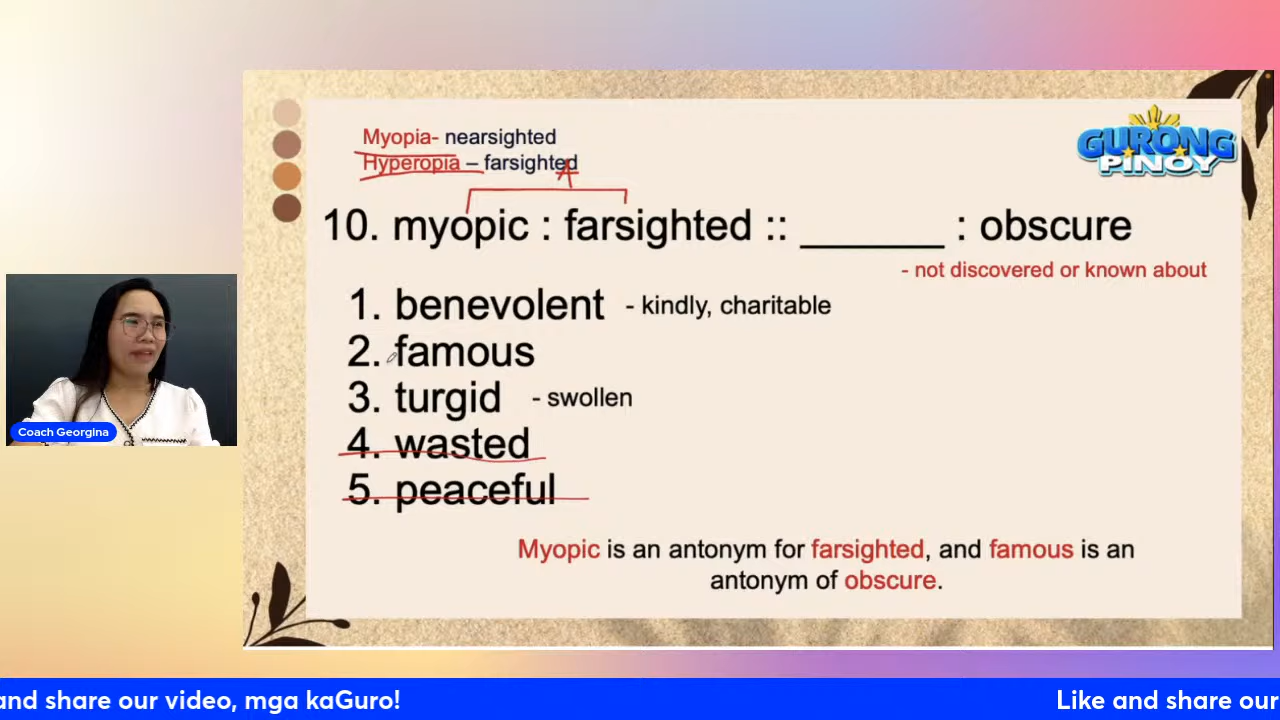 Myopia- nearsighted
Hyperopia – farsighted
A
GURONG
PINOY
10. myopic : farsighted :: ______ : obscure
- not discovered or known about
1. benevolent - kindly, charitable
2. famous
3. turgid - swollen
4. wasted
5. peaceful
Coach Georgina
Myopic is an antonym for farsighted, and famous is an
antonym of obscure.
and share our video, mga kaGuro! Like and share our